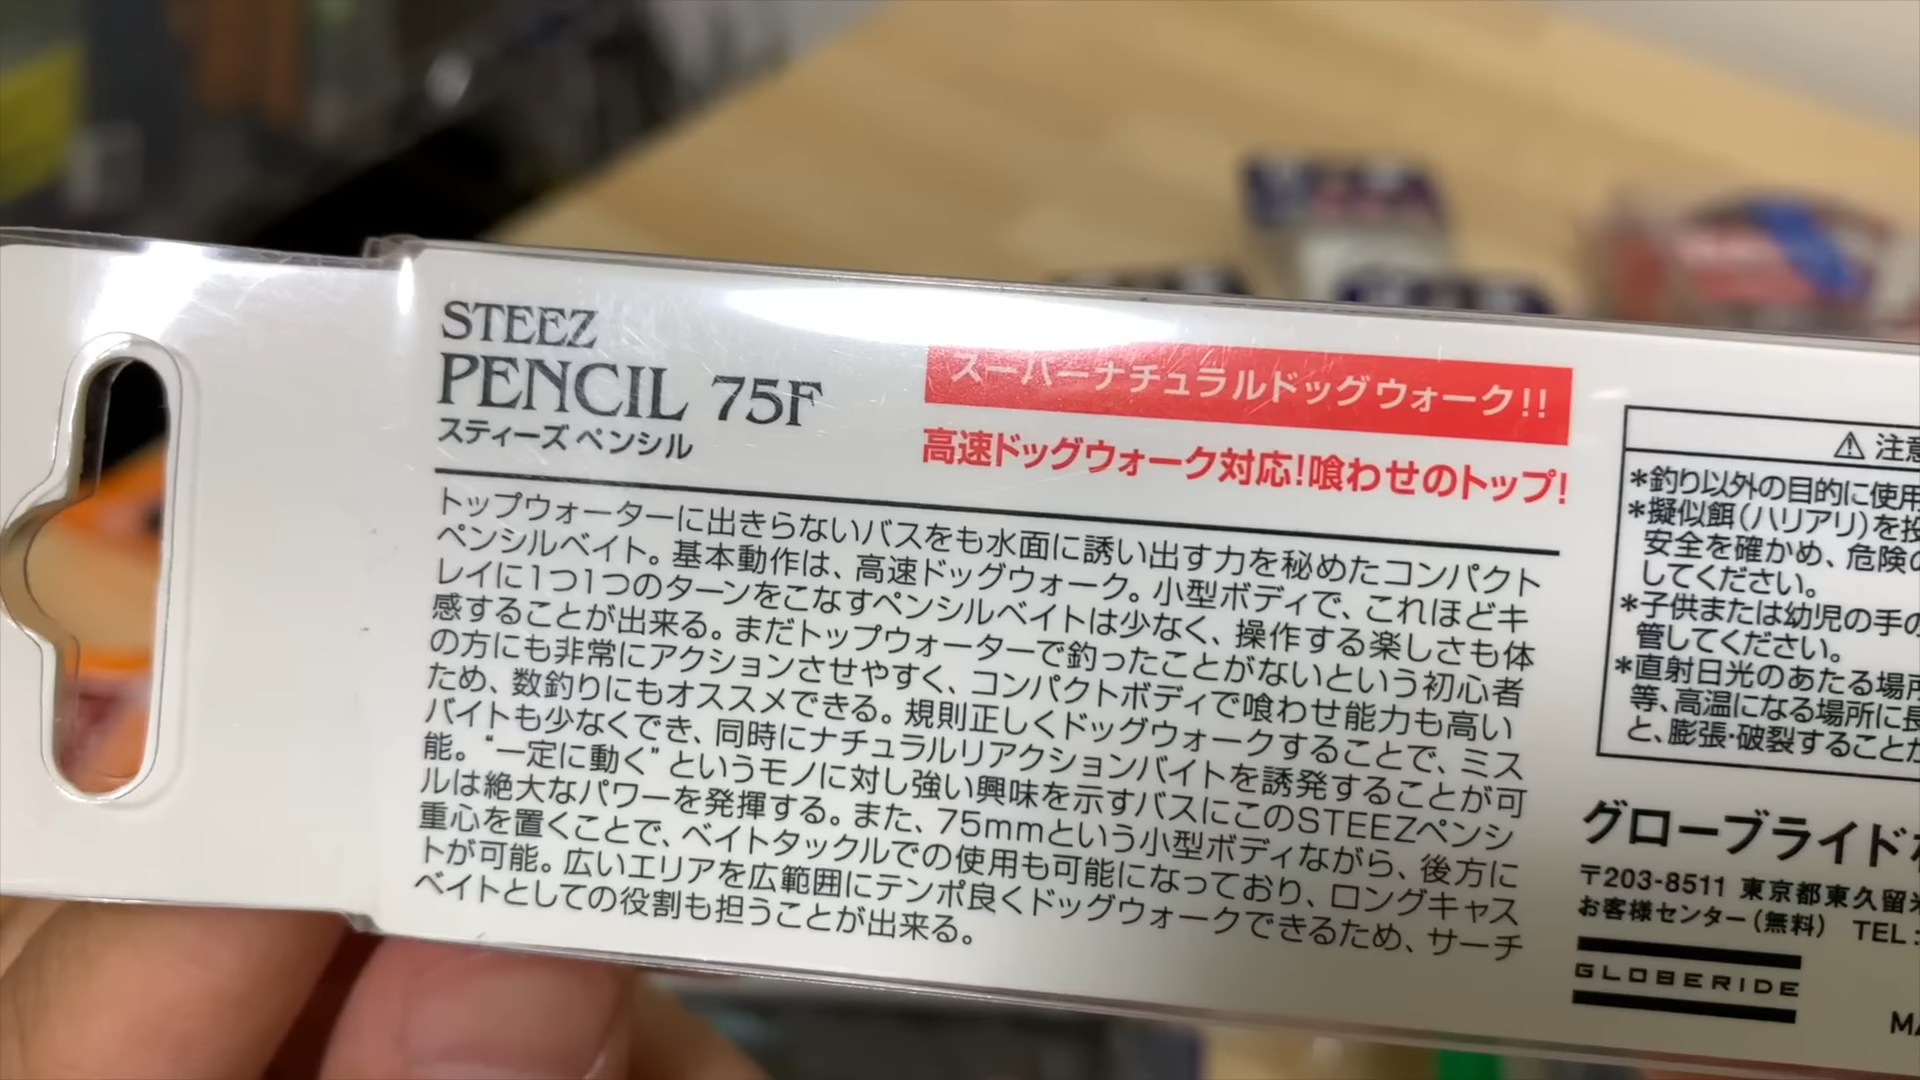 STEEZ
PENCIL 75F
スティーズ ペンシル
スーパーナチュラルドッグウォーク!!
高速ドッグウォーク対応!喰わせのトップ!
トップウォーターに出きらないバスをも水面に誘い出す力を秘めたコンパクト
ペンシルベイト。基本動作は、高速ドッグウォーク。小型ボディで、これほどキ
レイに1つ1つのターンをこなすペンシルベイトは少なく、操作する楽しさも体
感することが出来る。まだトップウォーターで釣ったことがないという初心者
の方にも非常にアクションさせやすく、コンパクトボディで喰わせ能力も高い
ため、数釣りにもオススメできる。規則正しくドッグウォークすることで、ミス
バイトも少なくでき、同時にナチュラルリアクションバイトを誘発することが可
能。“一定に動く”というモノに対し強い興味を示すバスにこのSTEEZペンシ
ルは絶大なパワーを発揮する。また、75mmという小型ボディながら、後方に
重心を置くことで、ベイトタックルでの使用も可能になっており、ロングキャス
トが可能。広いエリアを広範囲にテンポ良くドッグウォークできるため、サーチ
ベイトとしての役割も担うことが出来る。
⚠ 注意
*釣り以外の目的に使用
*擬似餌(ハリアリ)を投
安全を確かめ、危険の
してください。
*子供または幼児の手の
管してください。
*直射日光のあたる場所
等、高温になる場所に長
と、膨張・破裂することが
グローブライド
〒203-8511 東京都東久留米
お客様センター(無料) TEL:
GLOBERIDE
MA